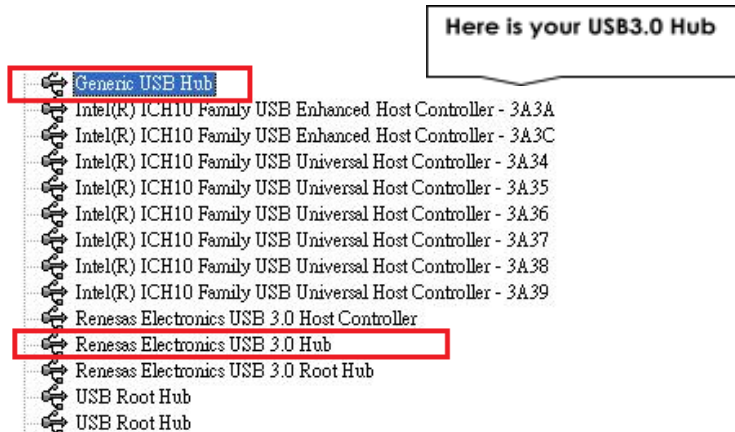 Here is your USB3.0 Hub
Generic USB Hub
Intel(R) ICH10 Family USB Enhanced Host Controller - 3A3A
Intel(R) ICH10 Family USB Enhanced Host Controller - 3A3C
Intel(R) ICH10 Family USB Universal Host Controller - 3A34
Intel(R) ICH10 Family USB Universal Host Controller - 3A35
Intel(R) ICH10 Family USB Universal Host Controller - 3A36
Intel(R) ICH10 Family USB Universal Host Controller - 3A37
Intel(R) ICH10 Family USB Universal Host Controller - 3A38
Intel(R) ICH10 Family USB Universal Host Controller - 3A39
Renesas Electronics USB 3.0 Host Controller
Renesas Electronics USB 3.0 Hub
Renesas Electronics USB 3.0 Root Hub
USB Root Hub
USB Root Hub